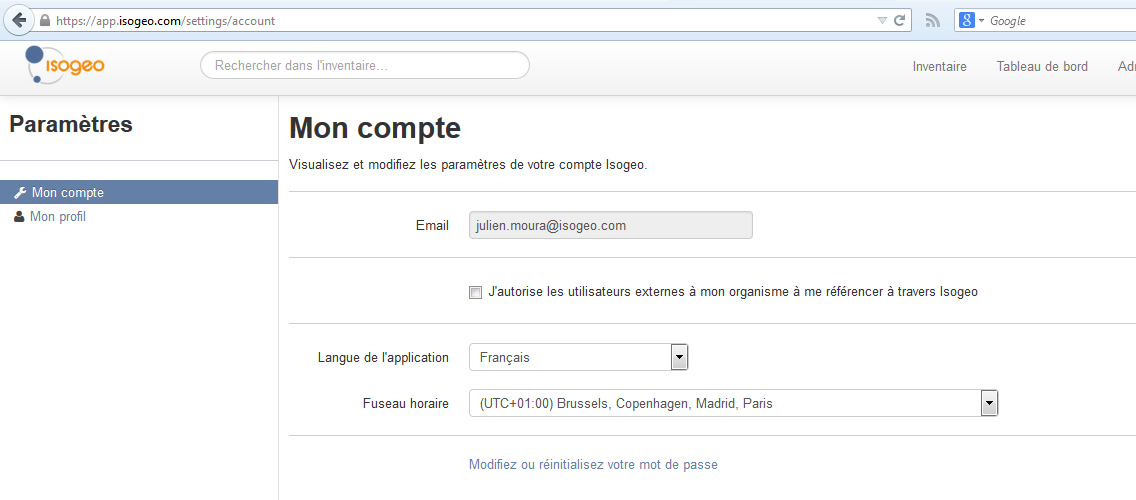 https://app.isogeo.com/settings/account
Google
isogeo
Rechercher dans l'inventaire...
Inventaire
Tableau de bord
Adr
Paramètres
Mon compte
Mon profil
Mon compte
Visualisez et modifiez les paramètres de votre compte Isogeo.
Email
julien.moura@isogeo.com
J'autorise les utilisateurs externes à mon organisme à me référencer à travers Isogeo
Langue de l'application
Français
Fuseau horaire
(UTC+01:00) Brussels, Copenhagen, Madrid, Paris
Modifiez ou réinitialisez votre mot de passe